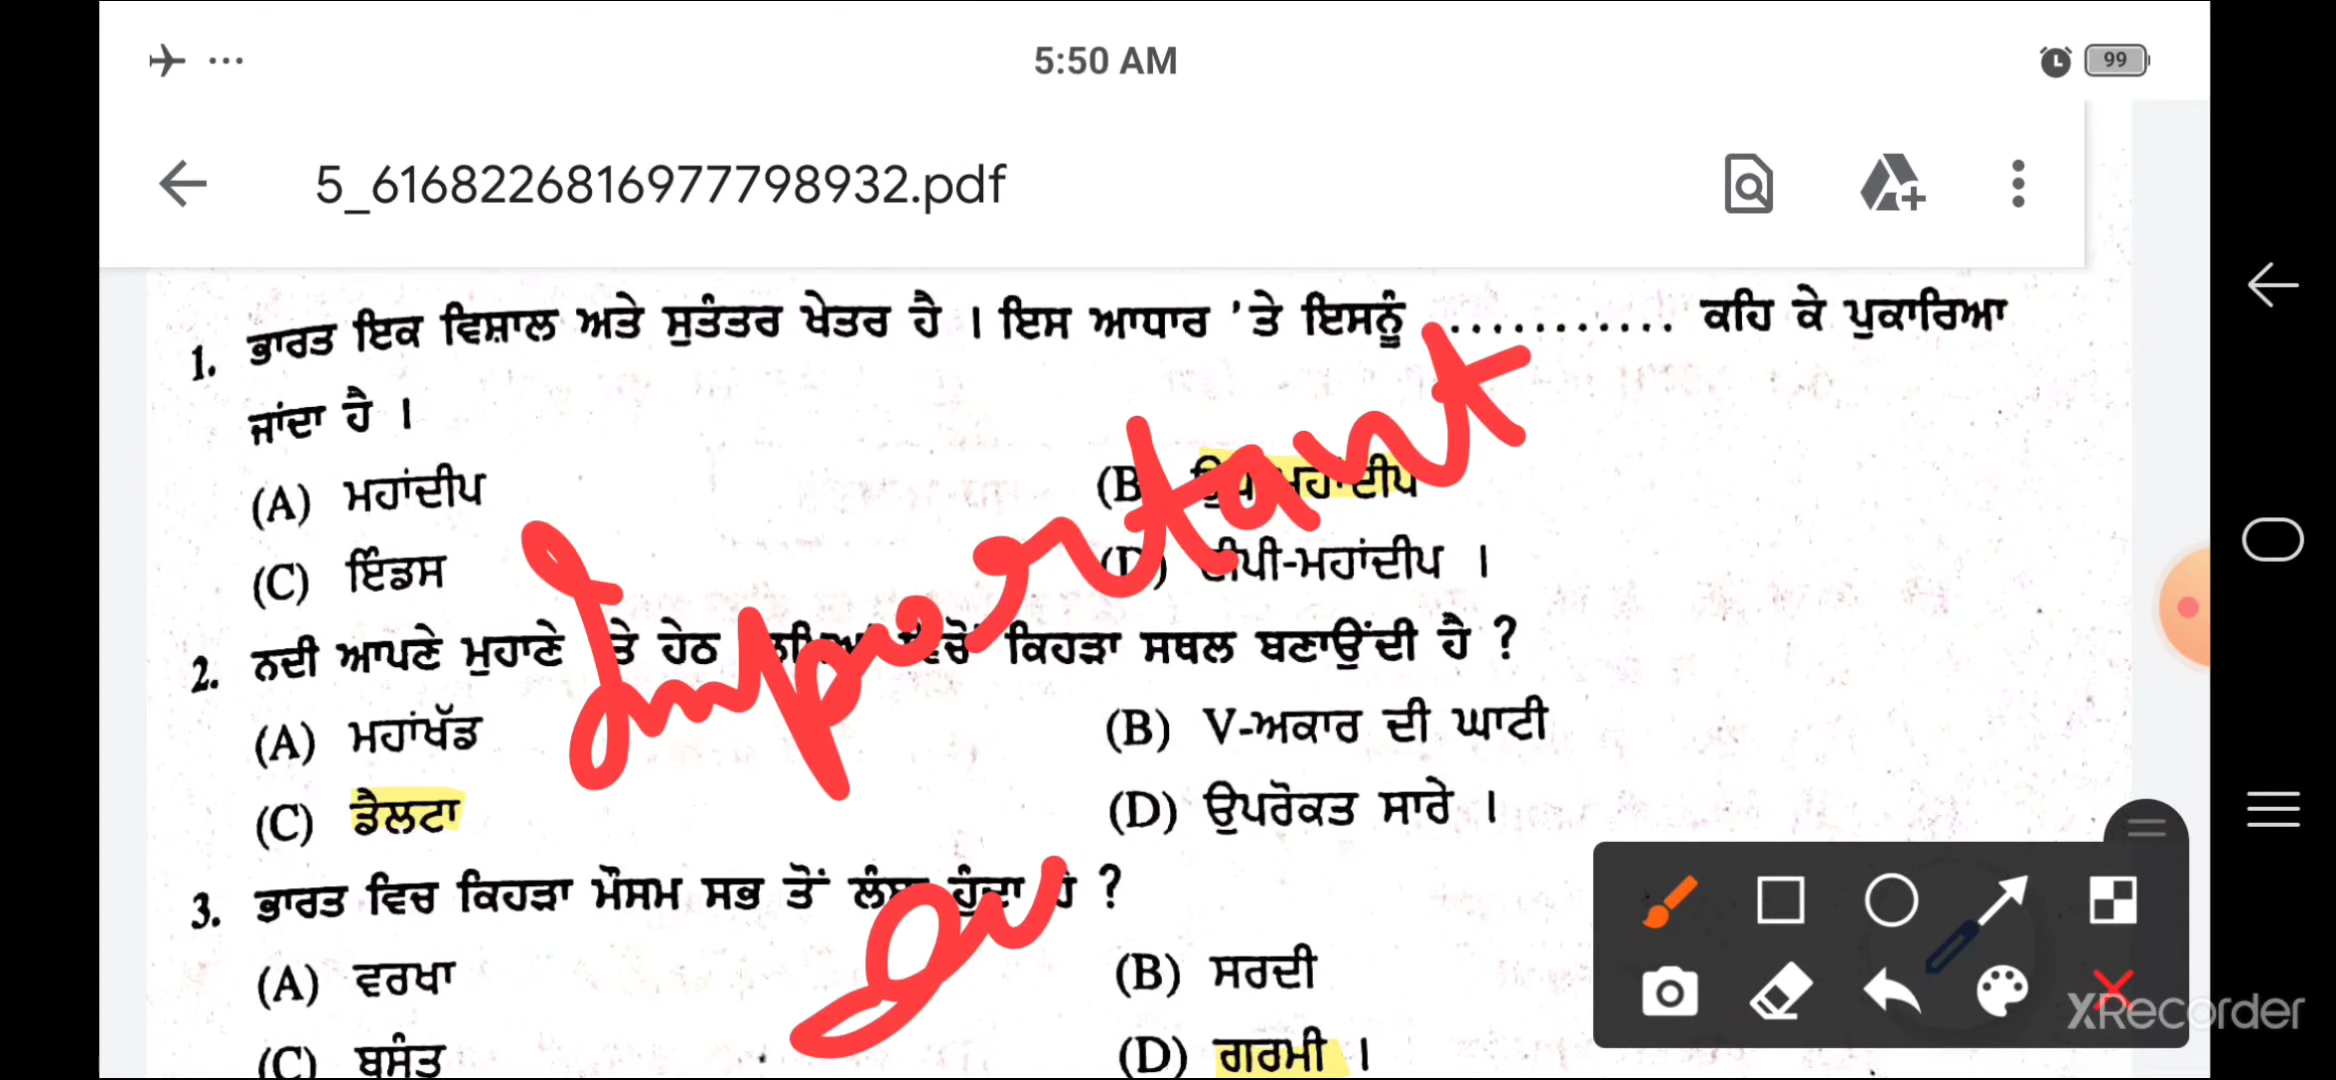 5:50 AM
99
5_6168226816977798932.pdf
1. ਭਾਰਤ ਇਕ ਵਿਸ਼ਾਲ ਅਤੇ ਸੁਤੰਤਰ ਖੇਤਰ ਹੈ । ਇਸ ਆਧਾਰ 'ਤੇ ਇਸਨੂੰ ............ ਕਹਿ ਕੇ ਪੁਕਾਰਿਆ
ਜਾਂਦਾ ਹੈ ।
(A) ਮਹਾਂਦੀਪ (B) ਉਪ ਮਹਾਂਦੀਪ
(C) ਇੰਡਸ (D) ਟੀਪੀ-ਮਹਾਂਦੀਪ ।
Important
2. ਨਦੀ ਆਪਣੇ ਮੁਹਾਣੇ ਤੇ ਹੇਠ ਕਿਹੜਾ ਸਥਲ ਬਣਾਉਂਦੀ ਹੈ ?
(A) ਮਹਾਂਖੱਡ (B) V-ਅਕਾਰ ਦੀ ਘਾਟੀ
(C) ਡੈਲਟਾ (D) ਉਪਰੋਕਤ ਸਾਰੇ ।
3. ਭਾਰਤ ਵਿਚ ਕਿਹੜਾ ਮੌਸਮ ਸਭ ਤੋਂ ਲੰਬਾ ਹੁੰਦਾ ਹੈ ?
(A) ਵਰਖਾ (B) ਸਰਦੀ
(C) ਬਸੰਤ (D) ਗਰਮੀ ।
XRecorder